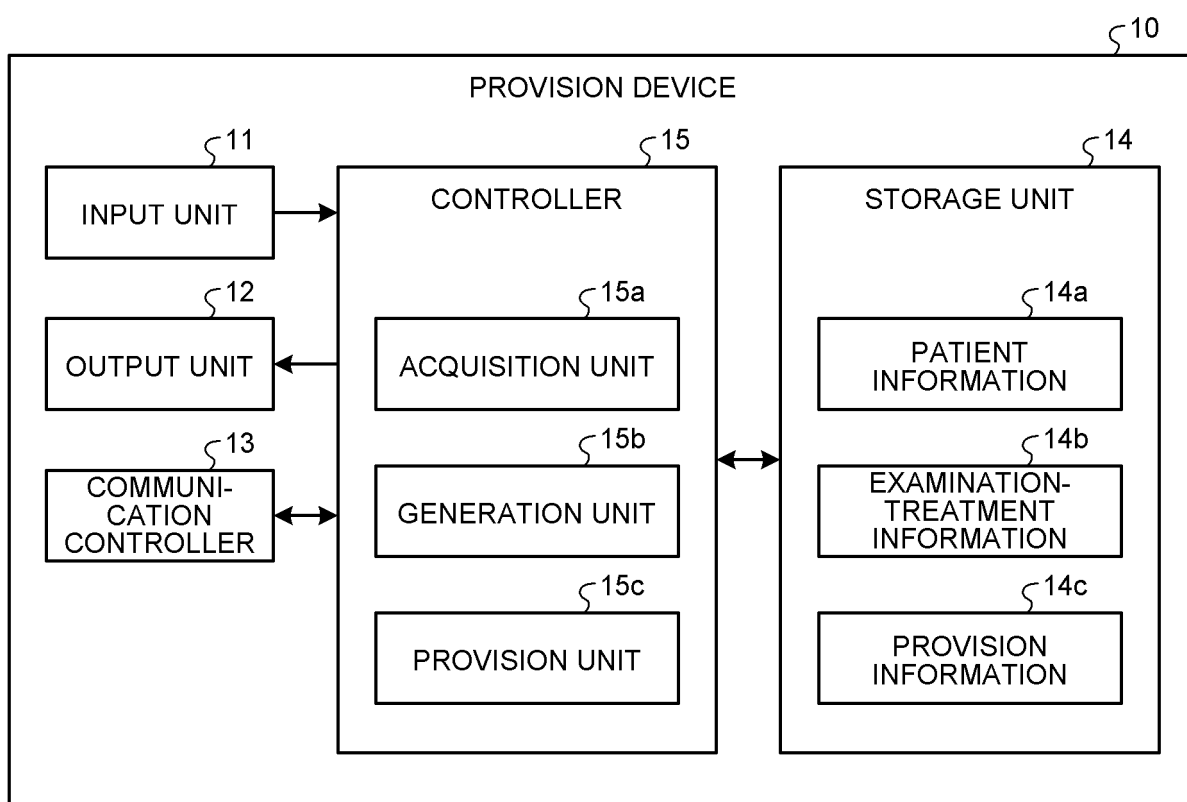 10
PROVISION DEVICE
11
INPUT UNIT
12
OUTPUT UNIT
13
COMMUNI-
CATION
CONTROLLER
15
CONTROLLER
15a
ACQUISITION UNIT
15b
GENERATION UNIT
15c
PROVISION UNIT
14
STORAGE UNIT
14a
PATIENT
INFORMATION
14b
EXAMINATION-
TREATMENT
INFORMATION
14c
PROVISION
INFORMATION